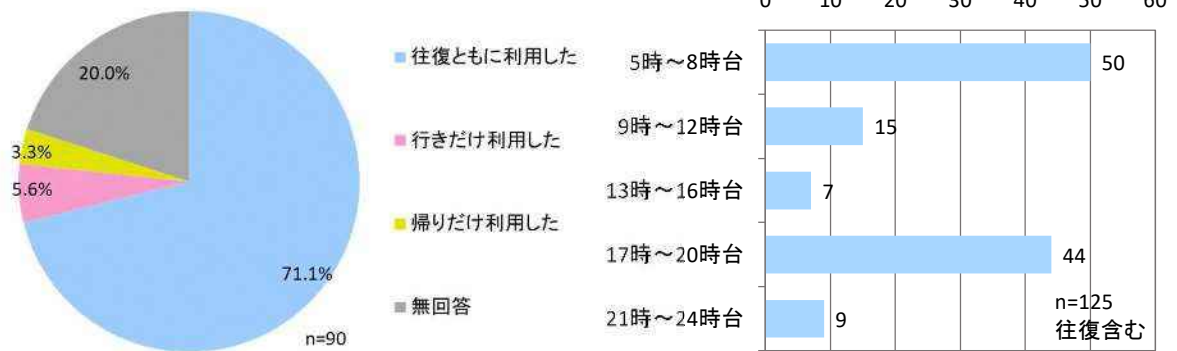 20.0%
3.3%
5.6%
71.1%
n=90
往復ともに利用した
行きだけ利用した
帰りだけ利用した
無回答
0 10 20 30 40 50 60
5時～8時台 50
9時～12時台 15
13時～16時台 7
17時～20時台 44
21時～24時台 9
n=125
往復含む